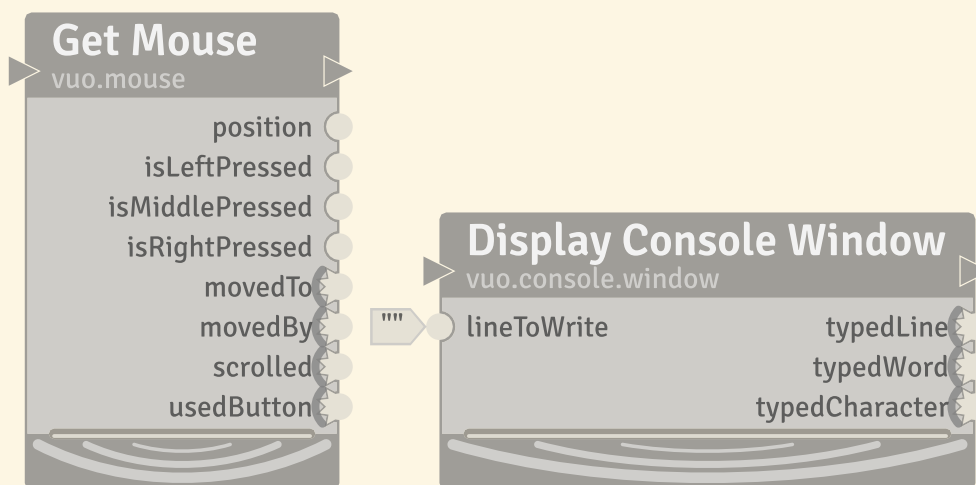 Get Mouse
vuo.mouse
position
isLeftPressed
isMiddlePressed
isRightPressed
movedTo
movedBy
scrolled
usedButton
Display Console Window
vuo.console.window
""
lineToWrite
typedLine
typedWord
typedCharacter